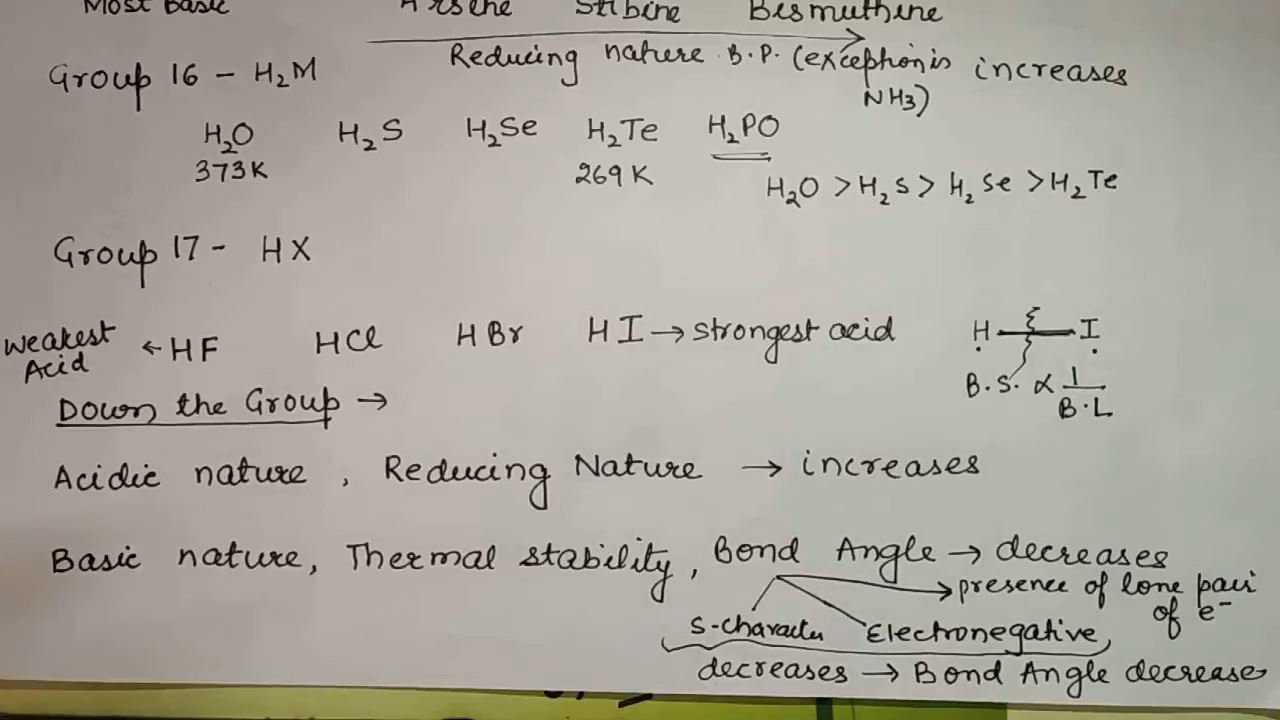 Most Basic Arsene Stibine Bismuthine
Group 16 - H₂M Reducing nature B.P. (exception is increases
NH3)
H₂O H₂S H₂Se H₂Te H₂PO
373K 269K H₂O > H₂S > H₂Se > H₂Te
Group 17 - HX
Weakest Acid ← HF HCl HBr HI → strongest acid H — I
Down the Group → B.S. ∝ 1/B.L
Acidic nature, Reducing Nature → increases
Basic nature, Thermal stability, Bond Angle → decreases
→ presence of lone pair
of e⁻
S-character Electronegative
decreases → Bond Angle decreases